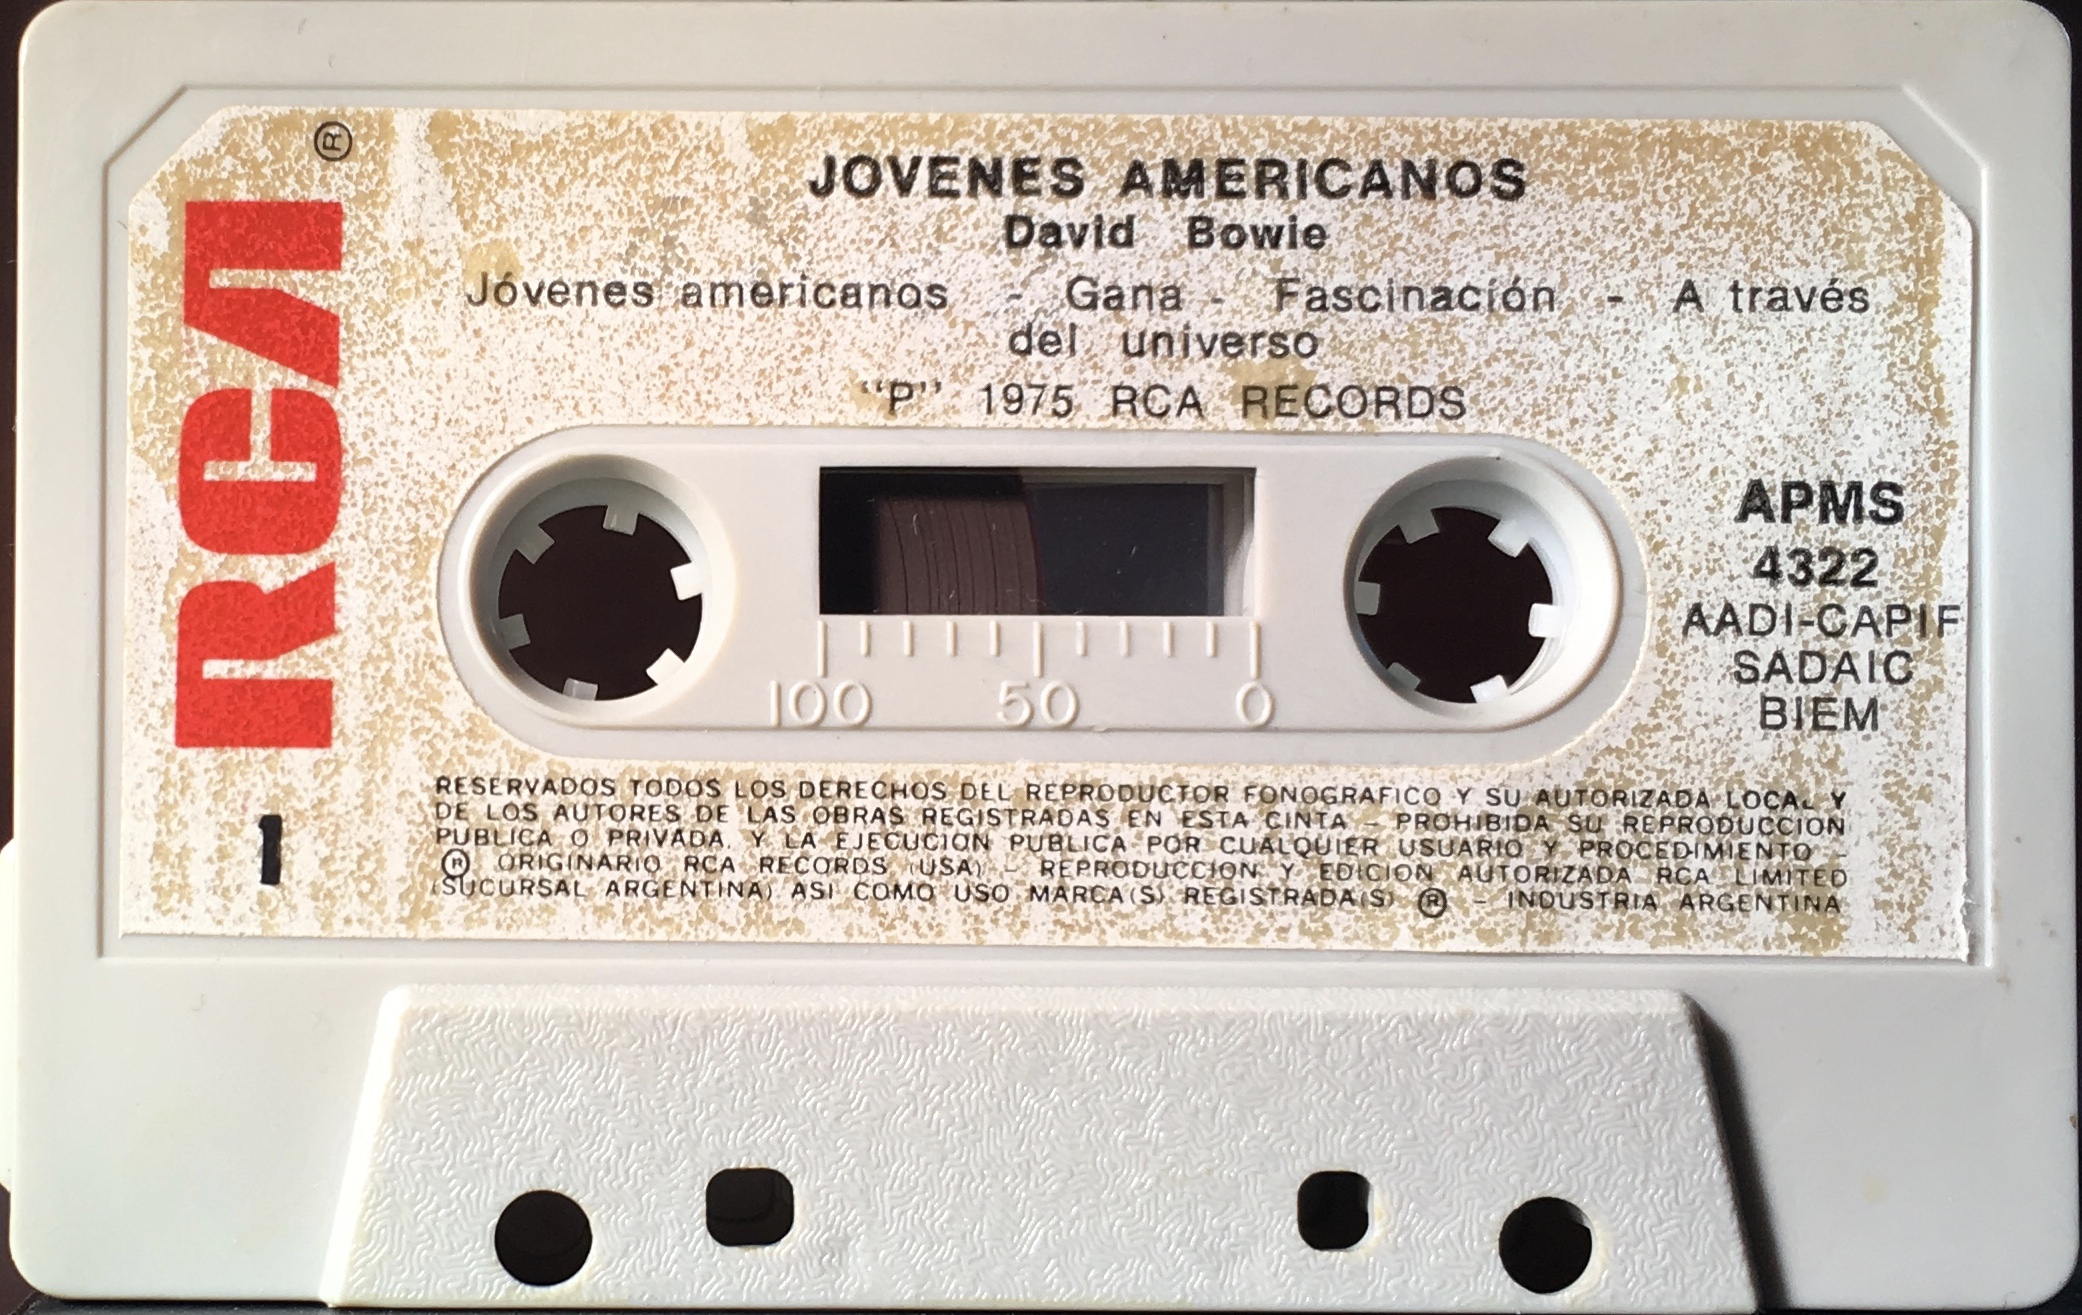 RCA ®
JOVENES AMERICANOS
David Bowie
Jóvenes americanos - Gana - Fascinación - A través
del universo
"P" 1975 RCA RECORDS
APMS
4322
AADI-CAPIF
SADAIC
BIEM
100 50 0
1
RESERVADOS TODOS LOS DERECHOS DEL REPRODUCTOR FONOGRAFICO Y SU AUTORIZADA LOCAL Y
DE LOS AUTORES DE LAS OBRAS REGISTRADAS EN ESTA CINTA - PROHIBIDA SU REPRODUCCION
PUBLICA O PRIVADA, Y LA EJECUCION PUBLICA POR CUALQUIER USUARIO Y PROCEDIMIENTO -
® ORIGINARIO RCA RECORDS (USA) - REPRODUCCION Y EDICION AUTORIZADA RCA LIMITED
(SUCURSAL ARGENTINA) ASI COMO USO MARCA(S) REGISTRADA(S) ® - INDUSTRIA ARGENTINA